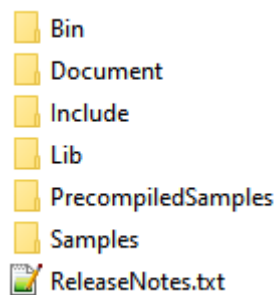 Bin
Document
Include
Lib
PrecompiledSamples
Samples
ReleaseNotes.txt